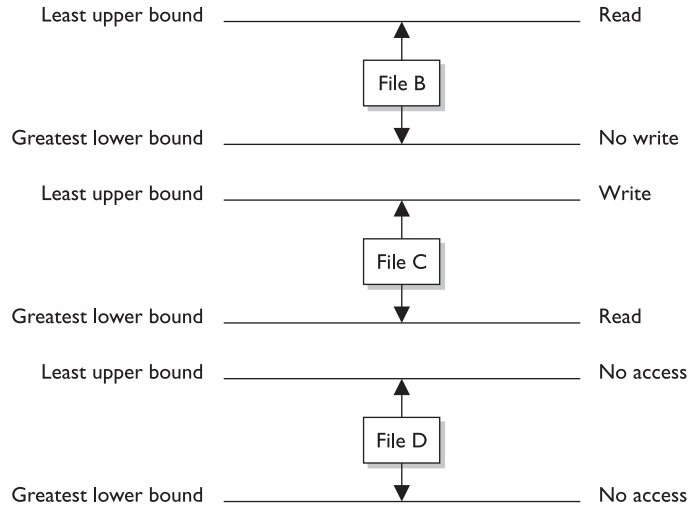 Least upper bound Read
File B
Greatest lower bound No write
Least upper bound Write
File C
Greatest lower bound Read
Least upper bound No access
File D
Greatest lower bound No access